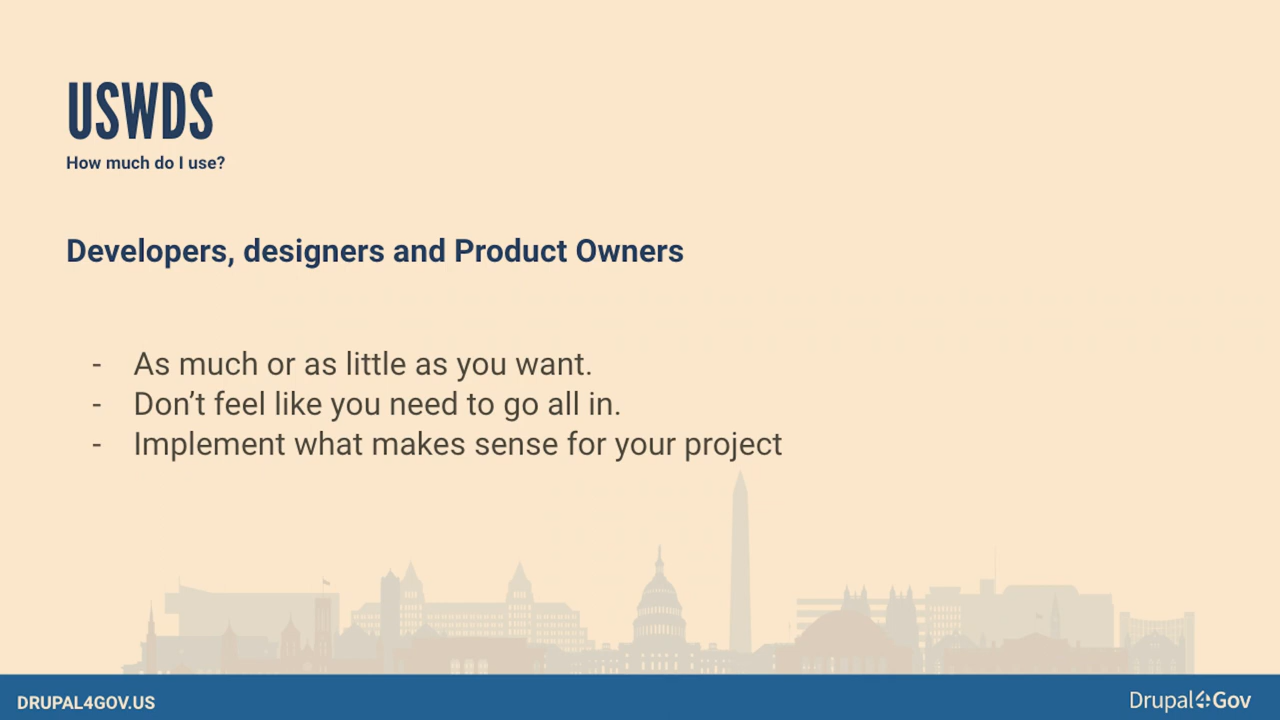 USWDS
How much do I use?
Developers, designers and Product Owners
- As much or as little as you want.
- Don’t feel like you need to go all in.
- Implement what makes sense for your project
DRUPAL4GOV.US
Drupal4Gov